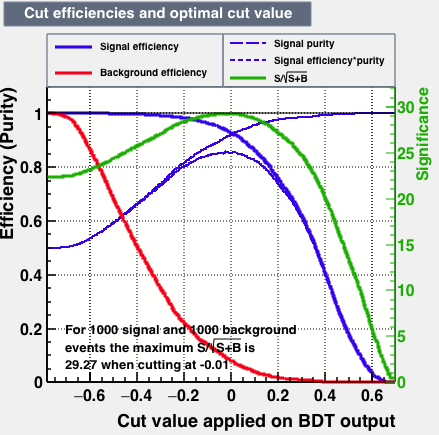 Cut efficiencies and optimal cut value
Signal efficiency
Background efficiency
Signal purity
Signal efficiency*purity
S/√S+B
Efficiency (Purity)
1
0.8
0.6
0.4
0.2
0
30
25
20
15
10
5
0
Significance
For 1000 signal and 1000 background
events the maximum S/√S+B is
29.27 when cutting at -0.01
−0.6 −0.4 −0.2 0 0.2 0.4 0.6
Cut value applied on BDT output